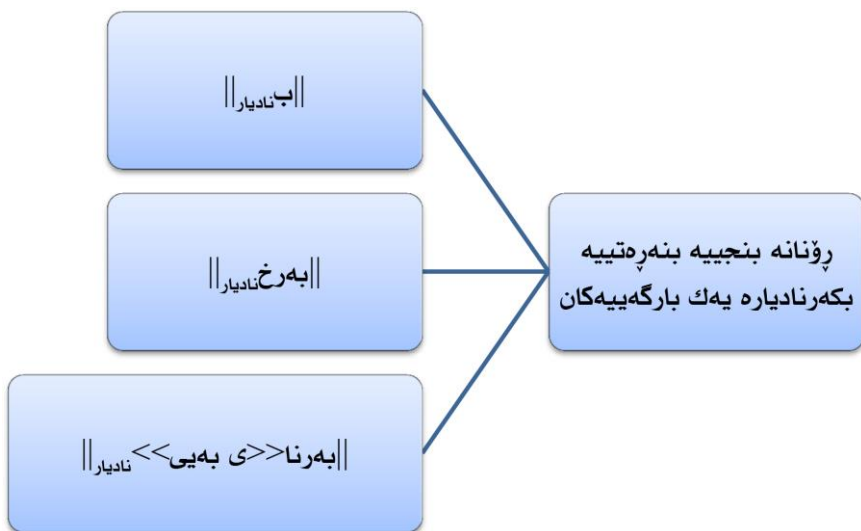 ڕۆنانە بنجییە بنەڕەتییە
بکەرنادیارە یەك بارگەییەکان
||بنادیار||
||بەرخنادیار||
||بەرنا<<ی بەیی>>نادیار||